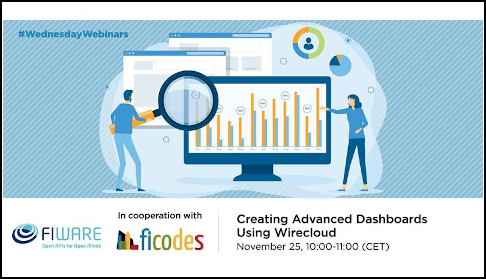 #WednesdayWebinars
FIWARE
Open APIs for Open Minds
In cooperation with
ficodes
Creating Advanced Dashboards
Using Wirecloud
November 25, 10:00-11:00 (CET)